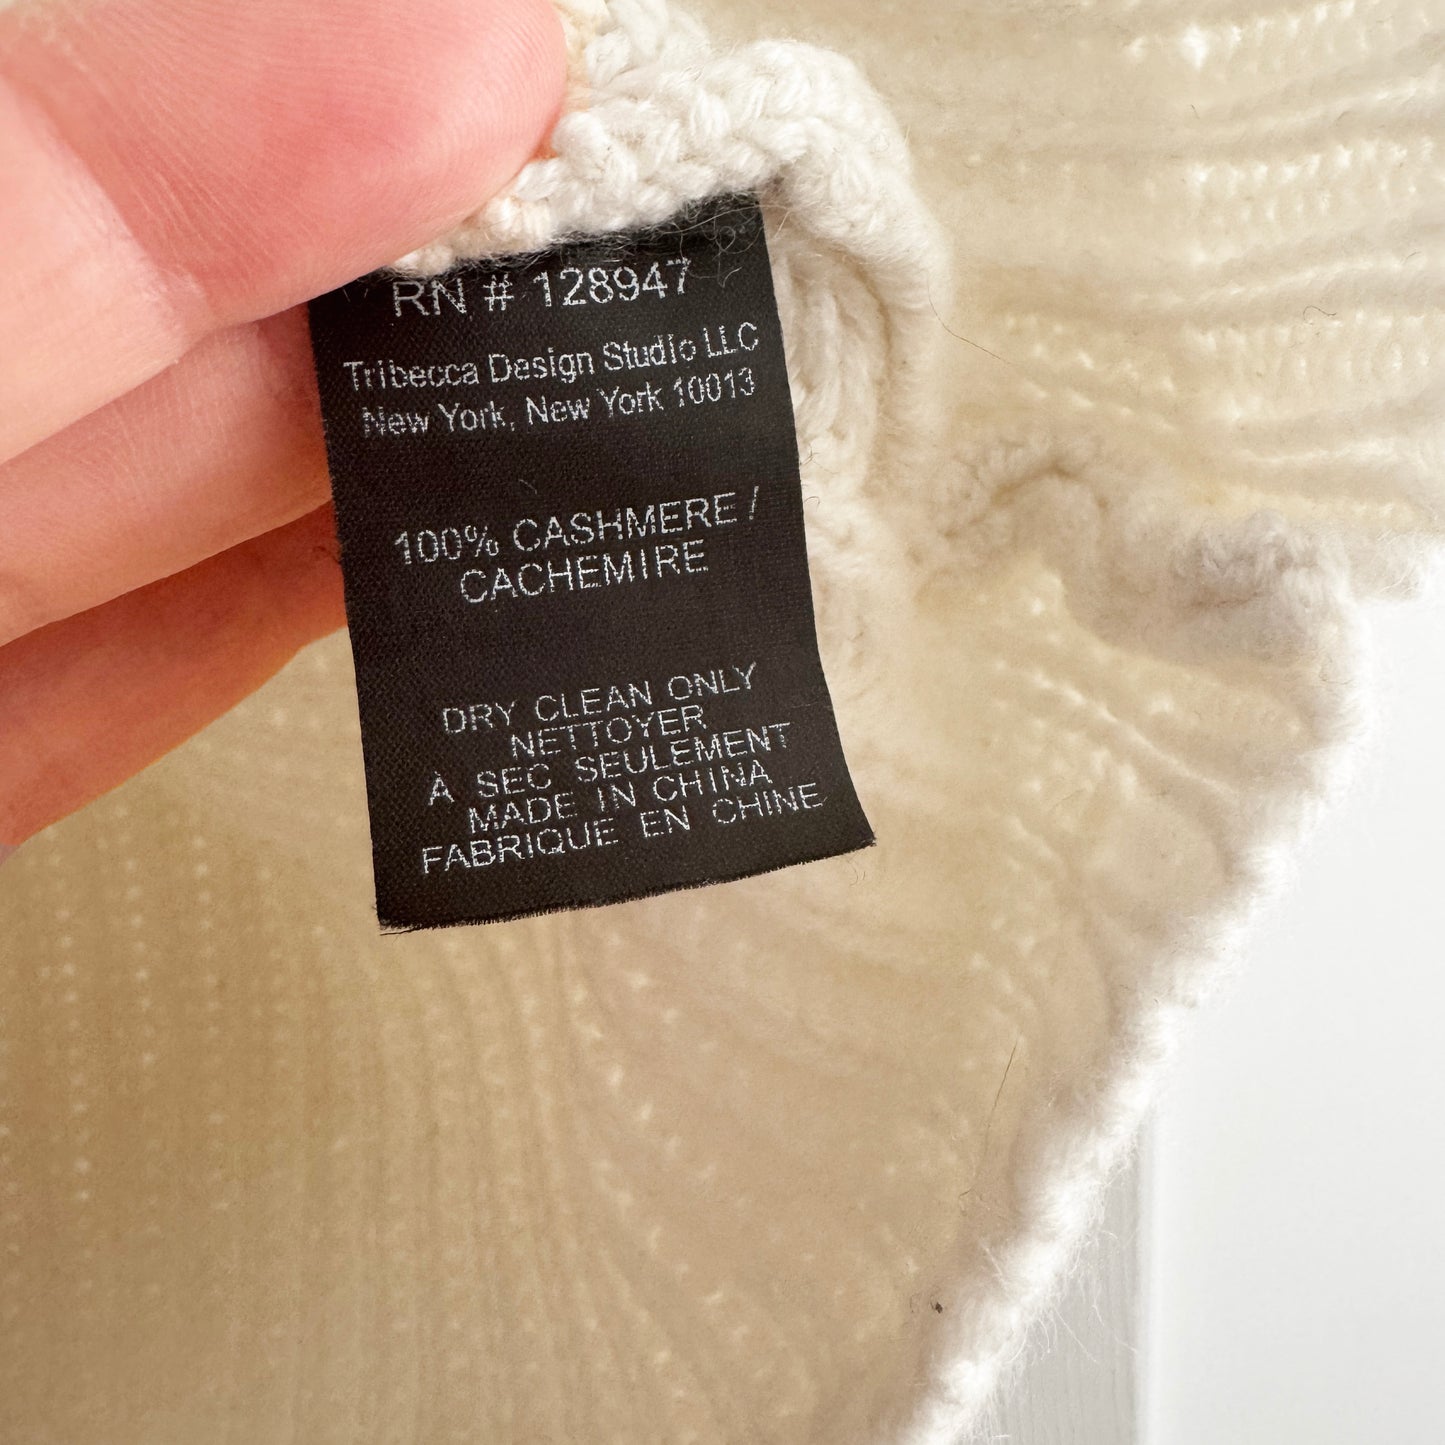 RN # 128947
Tribecca Design Studio LLC
New York, New York 10013
100% CASHMERE /
CACHEMIRE
DRY CLEAN ONLY
NETTOYER
À SEC SEULEMENT
MADE IN CHINA
FABRIQUE EN CHINE